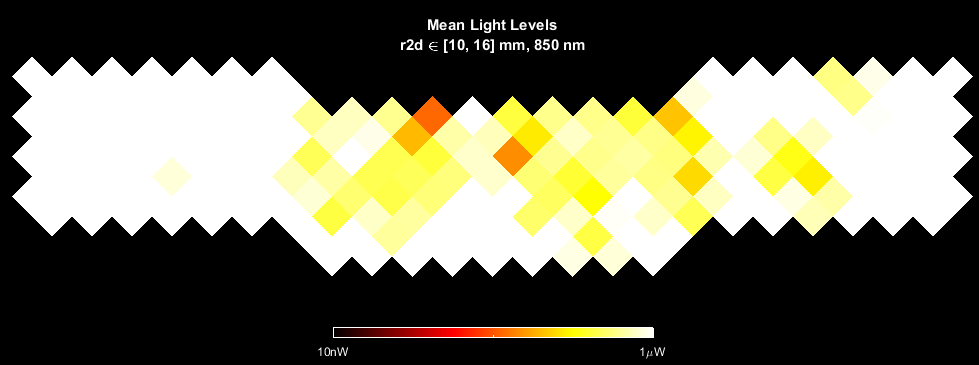 Mean Light Levels
r2d ∈ [10, 16] mm, 850 nm
10nW
1μW